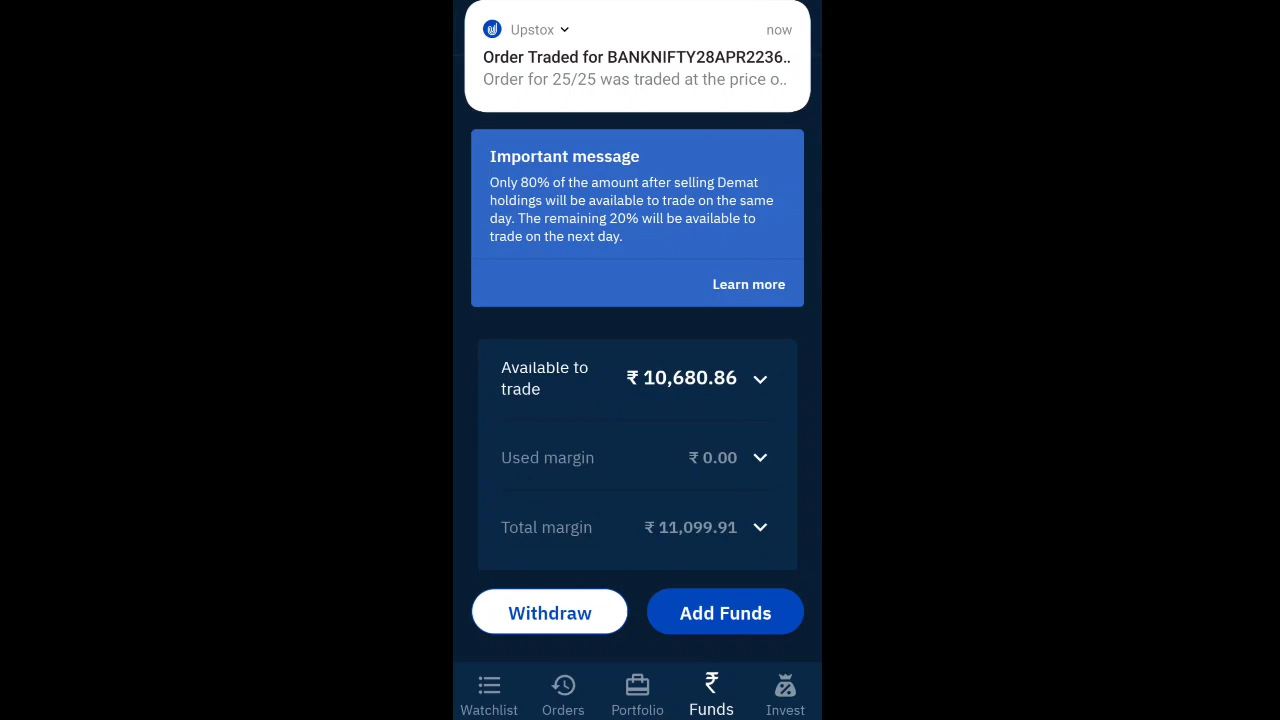 Upstox now
Order Traded for BANKNIFTY28APR2236..
Order for 25/25 was traded at the price o..
Important message
Only 80% of the amount after selling Demat
holdings will be available to trade on the same
day. The remaining 20% will be available to
trade on the next day.
Learn more
Available to
trade
₹ 10,680.86
Used margin ₹ 0.00
Total margin ₹ 11,099.91
Withdraw Add Funds
Watchlist Orders Portfolio Funds Invest